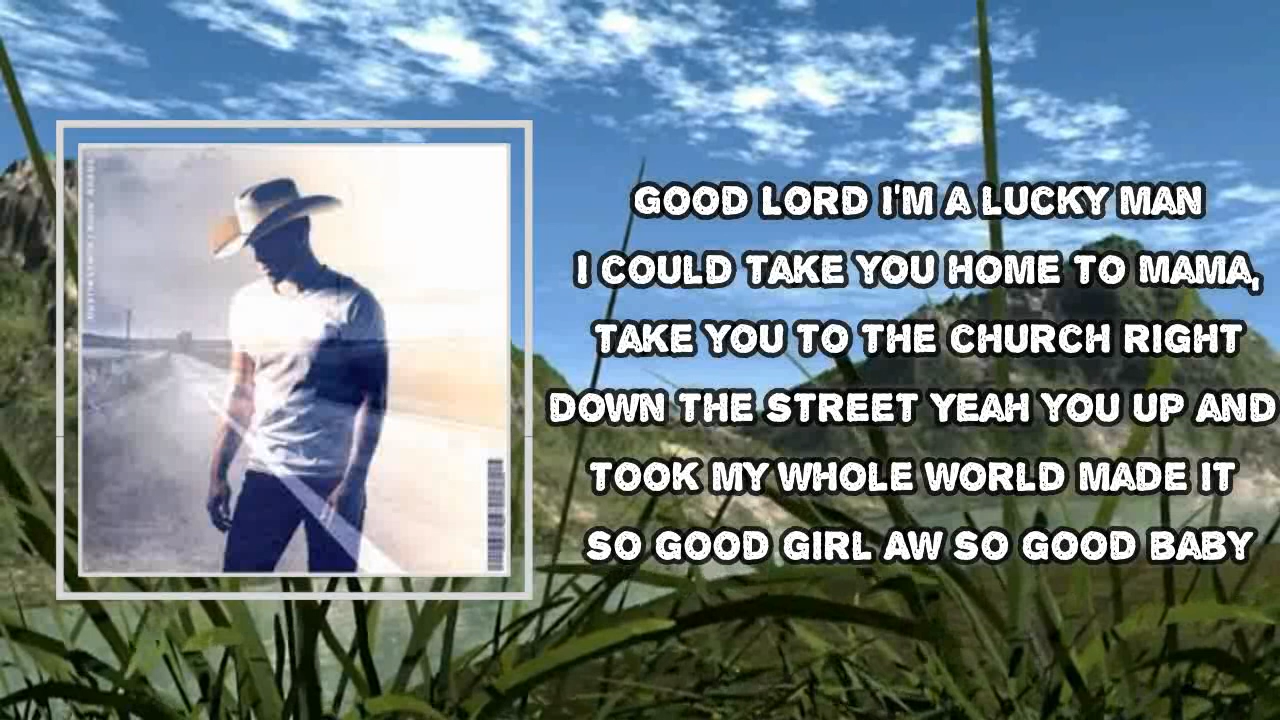 GOOD LORD I'M A LUCKY MAN
I COULD TAKE YOU HOME TO MAMA,
TAKE YOU TO THE CHURCH RIGHT
DOWN THE STREET YEAH YOU UP AND
TOOK MY WHOLE WORLD MADE IT
SO GOOD GIRL AW SO GOOD BABY